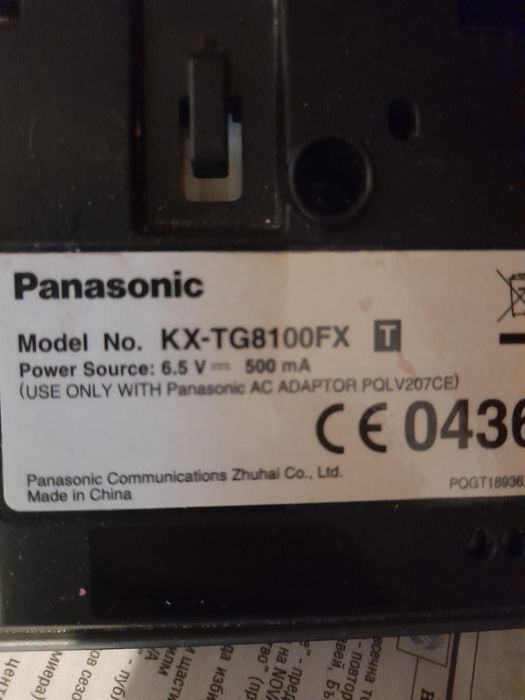 Panasonic
Model No. KX-TG8100FX T
Power Source: 6.5 V ⎓ 500 mA
(USE ONLY WITH Panasonic AC ADAPTOR PQLV207CE)
CE 0436
Panasonic Communications Zhuhai Co., Ltd.
Made in China
PQGT18936